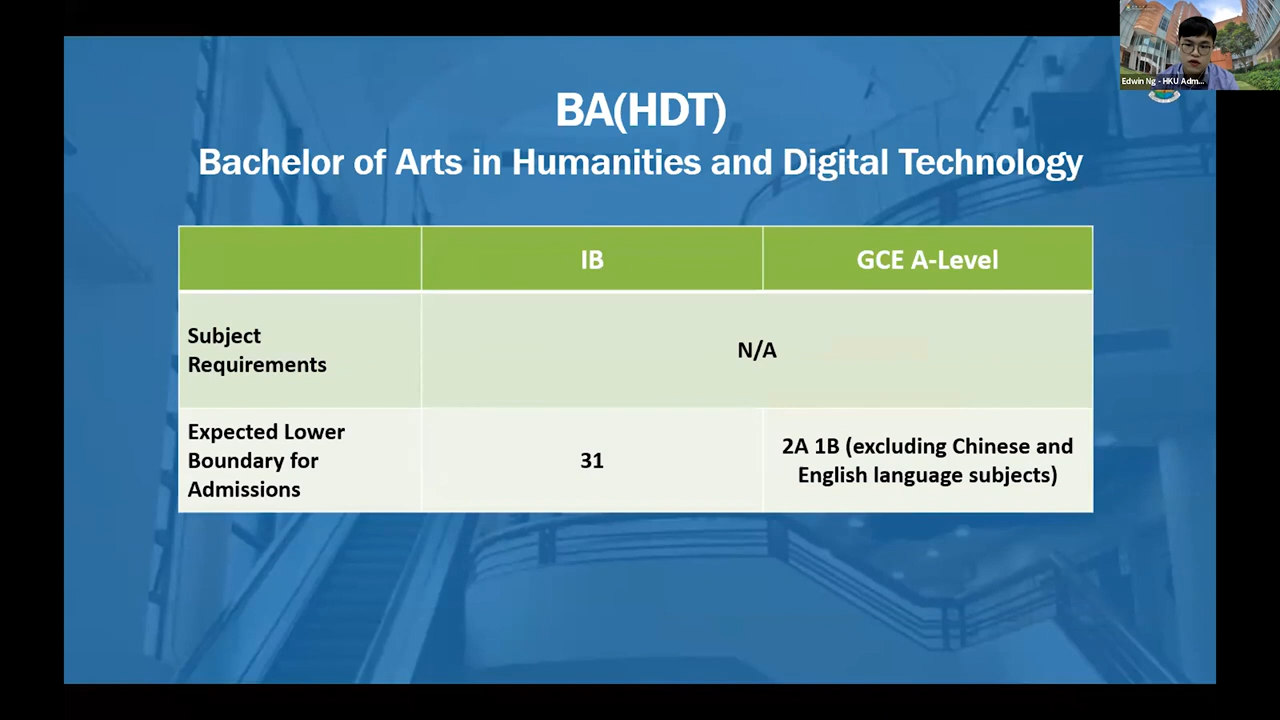 Edwin Ng - HKU Adm...
BA(HDT)
Bachelor of Arts in Humanities and Digital Technology
IB
GCE A-Level
Subject
Requirements
N/A
Expected Lower
Boundary for
Admissions
31
2A 1B (excluding Chinese and
English language subjects)